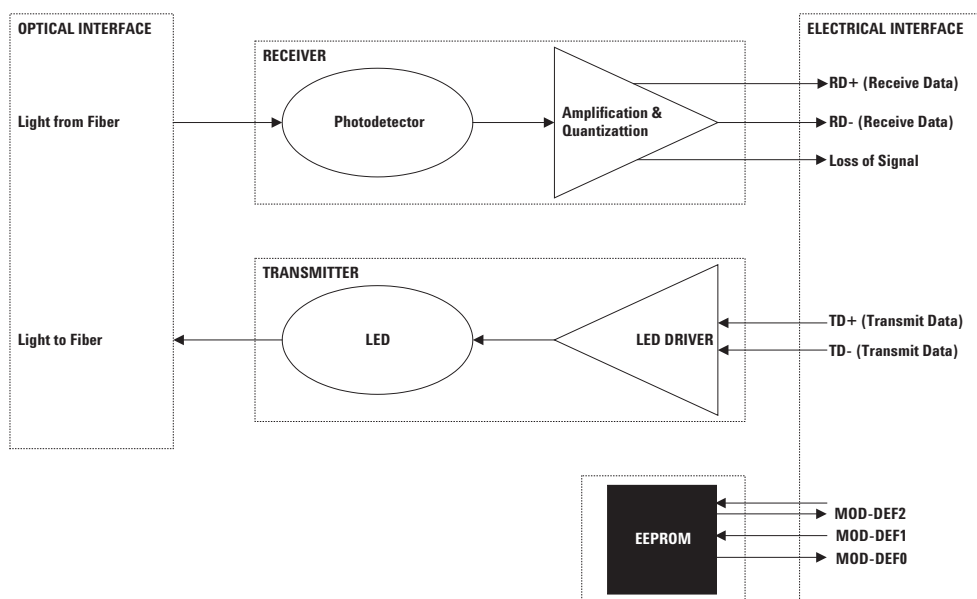 OPTICAL INTERFACE
ELECTRICAL INTERFACE
RECEIVER
Light from Fiber
Photodetector
Amplification &
Quantizattion
RD+ (Receive Data)
RD- (Receive Data)
Loss of Signal
TRANSMITTER
Light to Fiber
LED
LED DRIVER
TD+ (Transmit Data)
TD- (Transmit Data)
EEPROM
MOD-DEF2
MOD-DEF1
MOD-DEF0